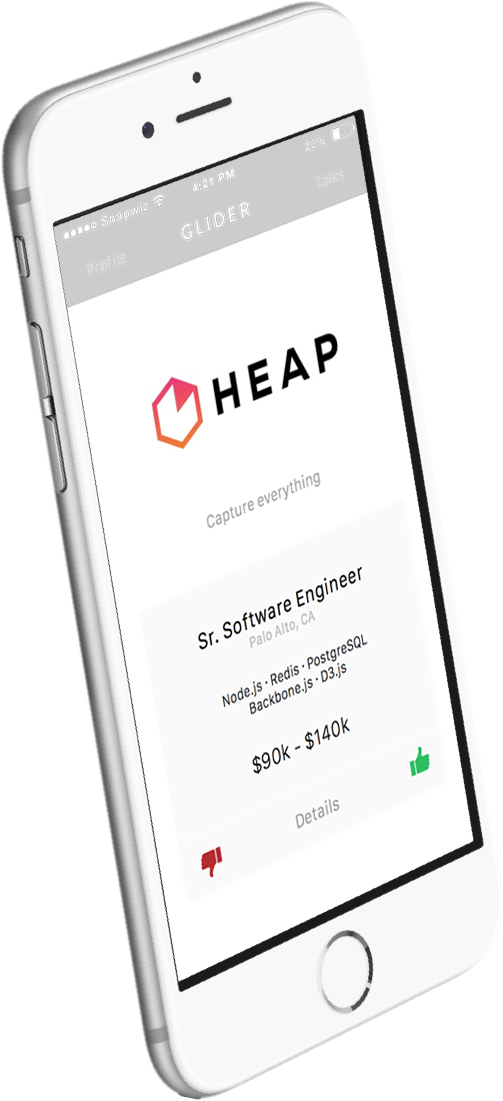 Snapwiz 4:21 PM 22%
Profile GLIDER Talks
HEAP
Capture everything
Sr. Software Engineer
Palo Alto, CA
Node.js · Redis · PostgreSQL
Backbone.js · D3.js
$90k - $140k
Details